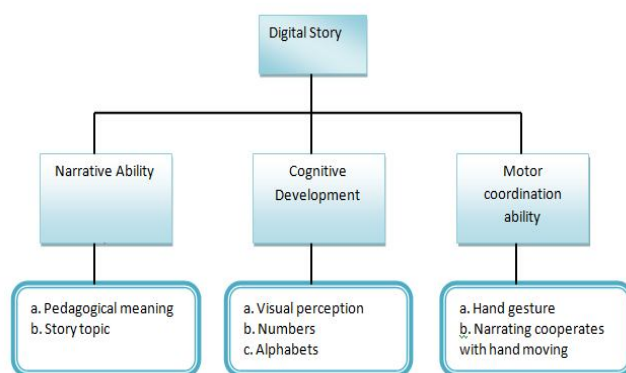 Digital Story
Narrative Ability
Cognitive
Development
Motor
coordination
ability
a. Pedagogical meaning
b. Story topic
a. Visual perception
b. Numbers
c. Alphabets
a. Hand gesture
b. Narrating cooperates
with hand moving